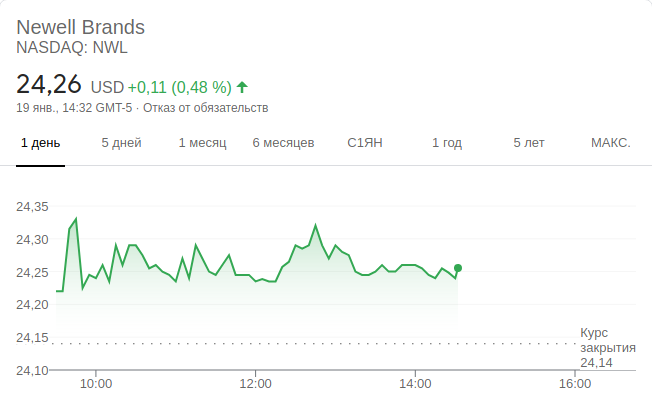 Newell Brands
NASDAQ: NWL
24,26 USD +0,11 (0,48 %)
19 янв., 14:32 GMT-5 · Отказ от обязательств
1 день 5 дней 1 месяц 6 месяцев С1ЯН 1 год 5 лет МАКС.
24,35
24,30
24,25
24,20
24,15
24,10
Курс
закрытия
24,14
10:00 12:00 14:00 16:00